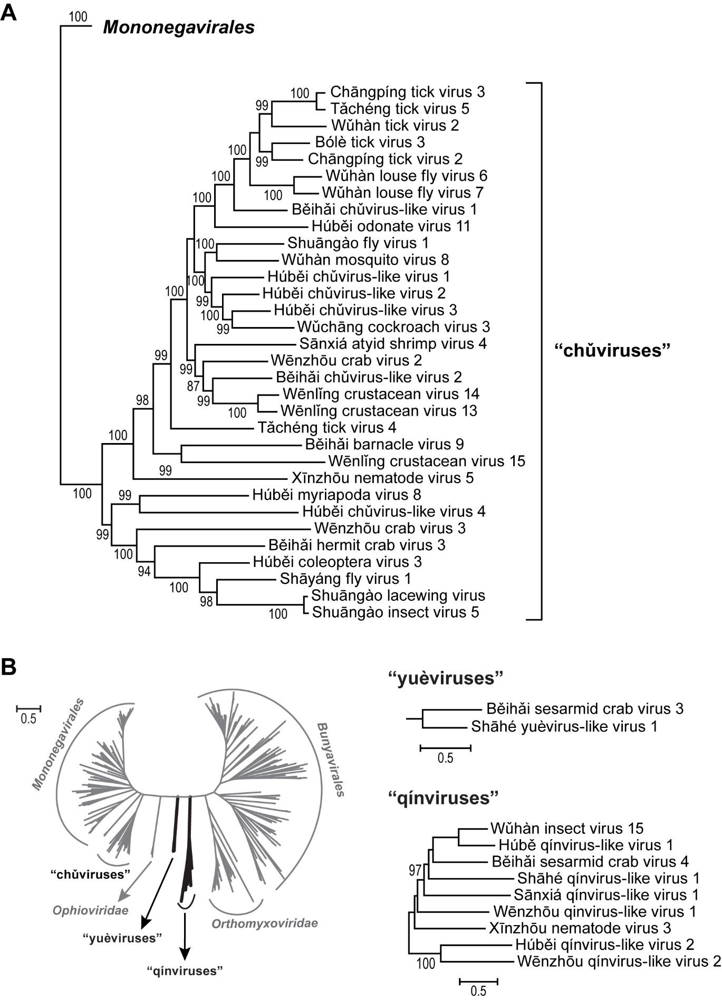 A
100
Mononegavirales
100
Chāngpíng tick virus 3
99
Tǎchéng tick virus 5
Wǔhàn tick virus 2
Bólè tick virus 3
100
99
Chāngpíng tick virus 2
100
Wǔhàn louse fly virus 6
100
Wǔhàn louse fly virus 7
100
Běihǎi chǔvirus-like virus 1
Húběi odonate virus 11
100
Shuāngào fly virus 1
Wǔhàn mosquito virus 8
100
Húběi chǔvirus-like virus 1
100
Húběi chǔvirus-like virus 2
99
Húběi chǔvirus-like virus 3
100
99
Wǔchāng cockroach virus 3
Sānxiá atyid shrimp virus 4
“chǔviruses”
99
99
Wēnzhōu crab virus 2
87
Běihǎi chǔvirus-like virus 2
99
Wēnlǐng crustacean virus 14
98
100
Wēnlǐng crustacean virus 13
Tǎchéng tick virus 4
100
Běihǎi barnacle virus 9
Wēnlǐng crustacean virus 15
99
Xīnzhōu nematode virus 5
100
99
Húběi myriapoda virus 8
Húběi chǔvirus-like virus 4
Wēnzhōu crab virus 3
99
Běihǎi hermit crab virus 3
100
Húběi coleoptera virus 3
94
Shāyáng fly virus 1
100
Shuāngào lacewing virus
98
Shuāngào insect virus 5
100
B
0.5
Mononegavirales
Bunyavirales
“chǔviruses”
Ophioviridae
Orthomyxoviridae
“yuèviruses”
“qínviruses”
“yuèviruses”
Běihǎi sesarmid crab virus 3
Shāhé yuèvirus-like virus 1
0.5
“qínviruses”
Wǔhàn insect virus 15
Húbě qínvirus-like virus 1
Běihǎi sesarmid crab virus 4
97
Shāhé qínvirus-like virus 1
Sānxiá qínvirus-like virus 1
Wēnzhōu qinvirus-like virus 1
Xīnzhōu nematode virus 3
Húběi qínvirus-like virus 2
Wēnzhōu qínvirus-like virus 2
100
0.5